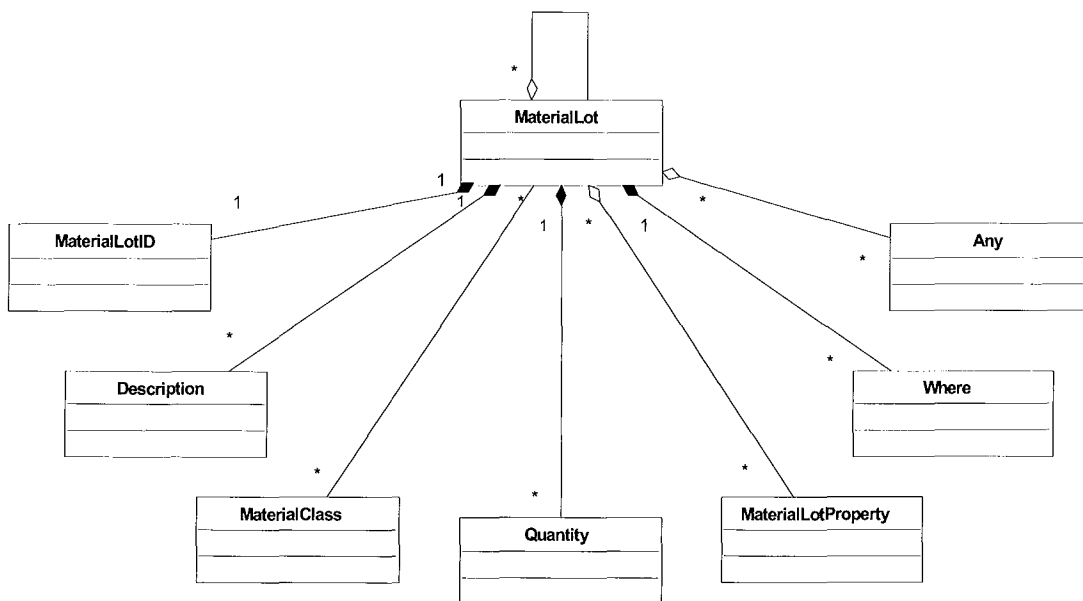 *
MaterialLot
1
1
1
*
1
*
1
*
*
MaterialLotID
Any
*
*
Description
Where
*
*
*
MaterialClass
Quantity
MaterialLotProperty